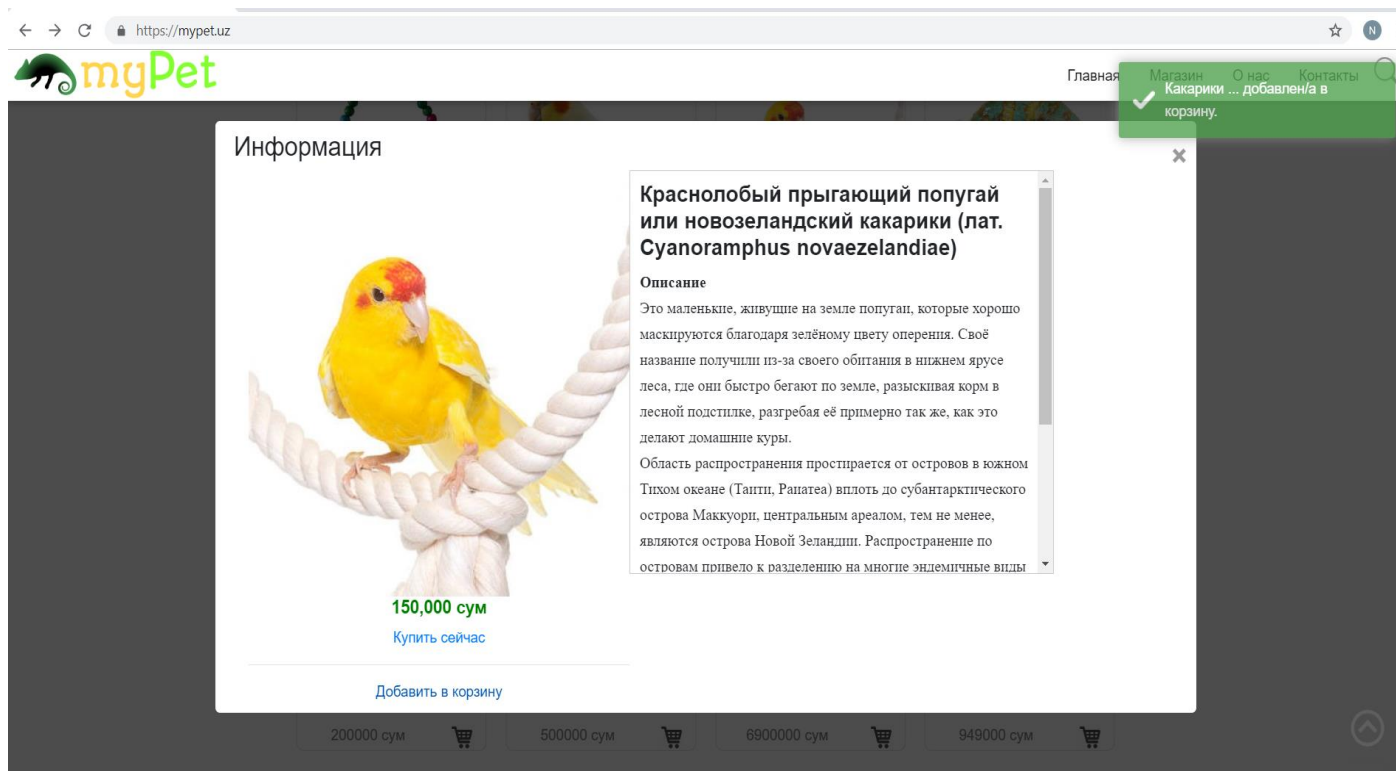 https://mypet.uz
N
myPet
Главная Магазин О нас Контакты
Какарики ... добавлен/а в
корзину.
Информация
Краснолобый прыгающий попугай
или новозеландский какарики (лат.
Cyanoramphus novaezelandiae)
Описание
Это маленькие, живущие на земле попугаи, которые хорошо
маскируются благодаря зелёному цвету оперения. Своё
название получили из-за своего обитания в нижнем ярусе
леса, где они быстро бегают по земле, разыскивая корм в
лесной подстилке, разгребая её примерно так же, как это
делают домашние куры.
Область распространения простирается от островов в южном
Тихом океане (Таити, Раиатеа) вплоть до субантарктического
острова Маккуори, центральным ареалом, тем не менее,
являются острова Новой Зеландии. Распространение по
островам привело к разделению на многие эндемичные виды
150,000 сум
Купить сейчас
Добавить в корзину
200000 сум 500000 сум 6900000 сум 949000 сум